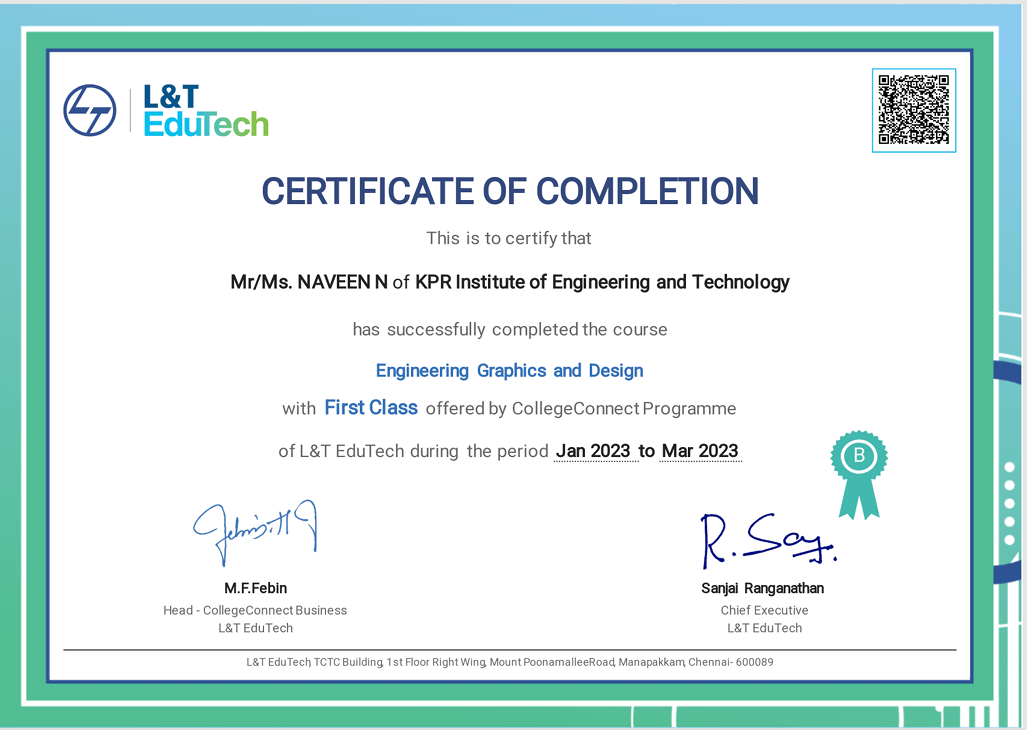 L&T
EduTech
CERTIFICATE OF COMPLETION
This is to certify that
Mr/Ms. NAVEEN N of KPR Institute of Engineering and Technology
has successfully completed the course
Engineering Graphics and Design
with First Class offered by CollegeConnect Programme
of L&T EduTech during the period Jan 2023 to Mar 2023
B
R. Say.
M.F.Febin
Head - CollegeConnect Business
L&T EduTech
Sanjai Ranganathan
Chief Executive
L&T EduTech
L&T EduTech, TCTC Building, 1st Floor Right Wing, Mount PoonamalleeRoad, Manapakkam, Chennai- 600089